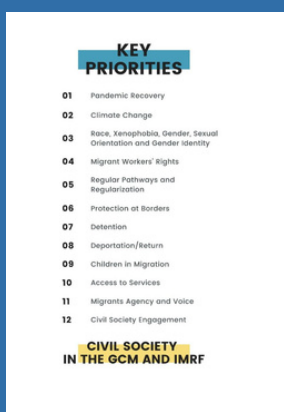 KEY
PRIORITIES
01 Pandemic Recovery
02 Climate Change
03 Race, Xenophobia, Gender, Sexual
Orientation and Gender Identity
04 Migrant Workers' Rights
05 Regular Pathways and
Regularization
06 Protection at Borders
07 Detention
08 Deportation/Return
09 Children in Migration
10 Access to Services
11 Migrants Agency and Voice
12 Civil Society Engagement
CIVIL SOCIETY
IN THE GCM AND IMRF